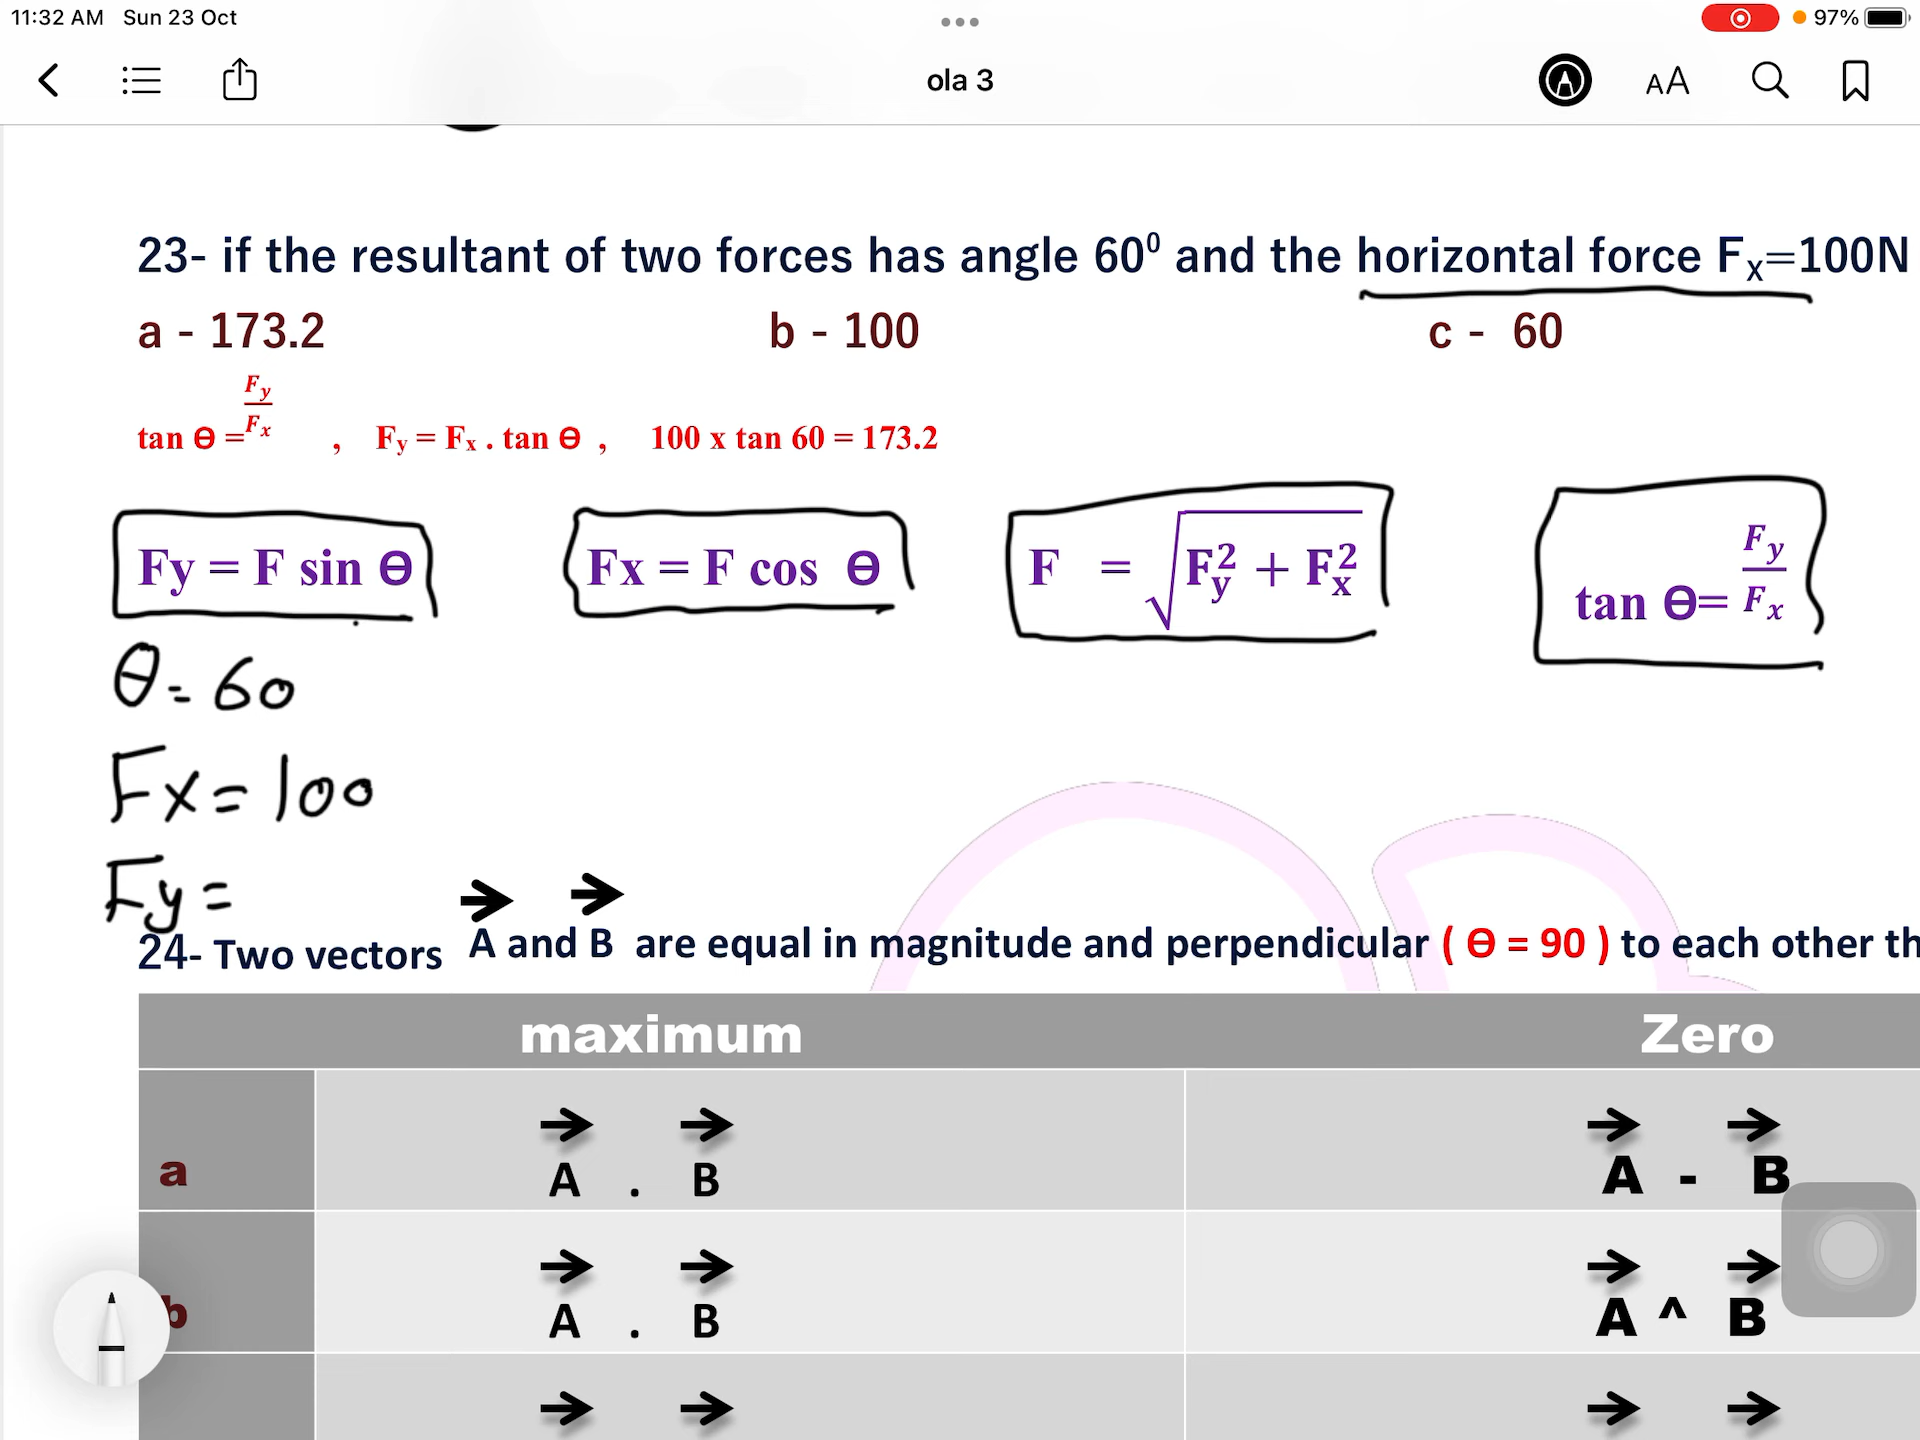 11:32 AM Sun 23 Oct
97%
ola 3
AA
23- if the resultant of two forces has angle 60⁰ and the horizontal force Fₓ=100N
a - 173.2 b - 100 c - 60
tan Ɵ = Fy/Fx , Fy = Fx . tan Ɵ , 100 x tan 60 = 173.2
Fy = F sin Ɵ Fx = F cos Ɵ F = √(F²y + F²x) tan Ɵ= Fy/Fx
θ = 60
Fx = 100
Fy =
24- Two vectors A and B are equal in magnitude and perpendicular ( Ɵ = 90 ) to each other th
maximum Zero
a A . B A - B
b A . B A ^ B